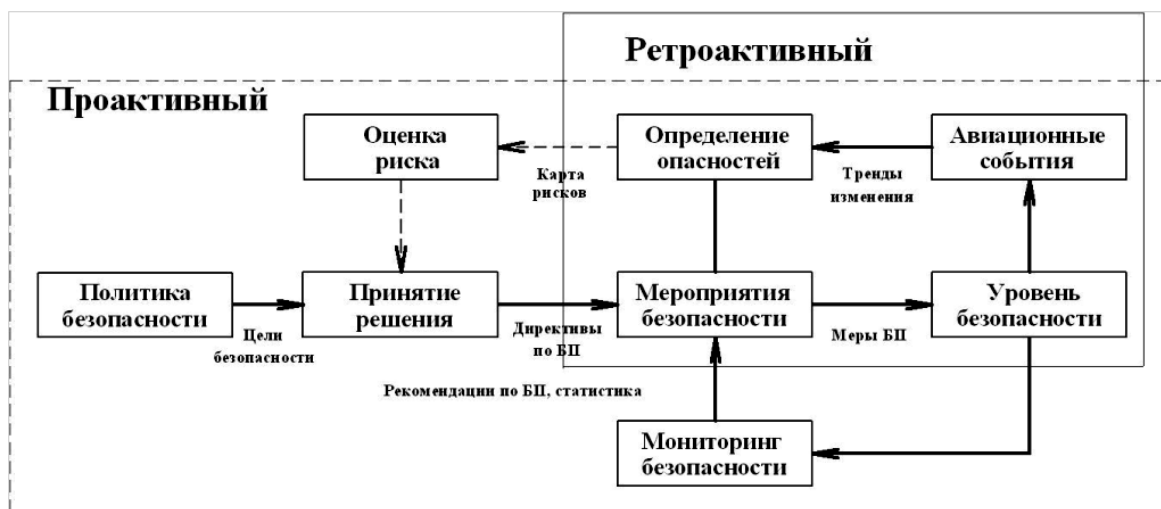 Ретроактивный
Проактивный
Оценка
риска
Определение
опасностей
Авиационные
события
Карта
рисков
Тренды
изменения
Политика
безопасности
Принятие
решения
Мероприятия
безопасности
Уровень
безопасности
Цели
безопасности
Директивы
по БП
Меры БП
Рекомендации по БП, статистика
Мониторинг
безопасности